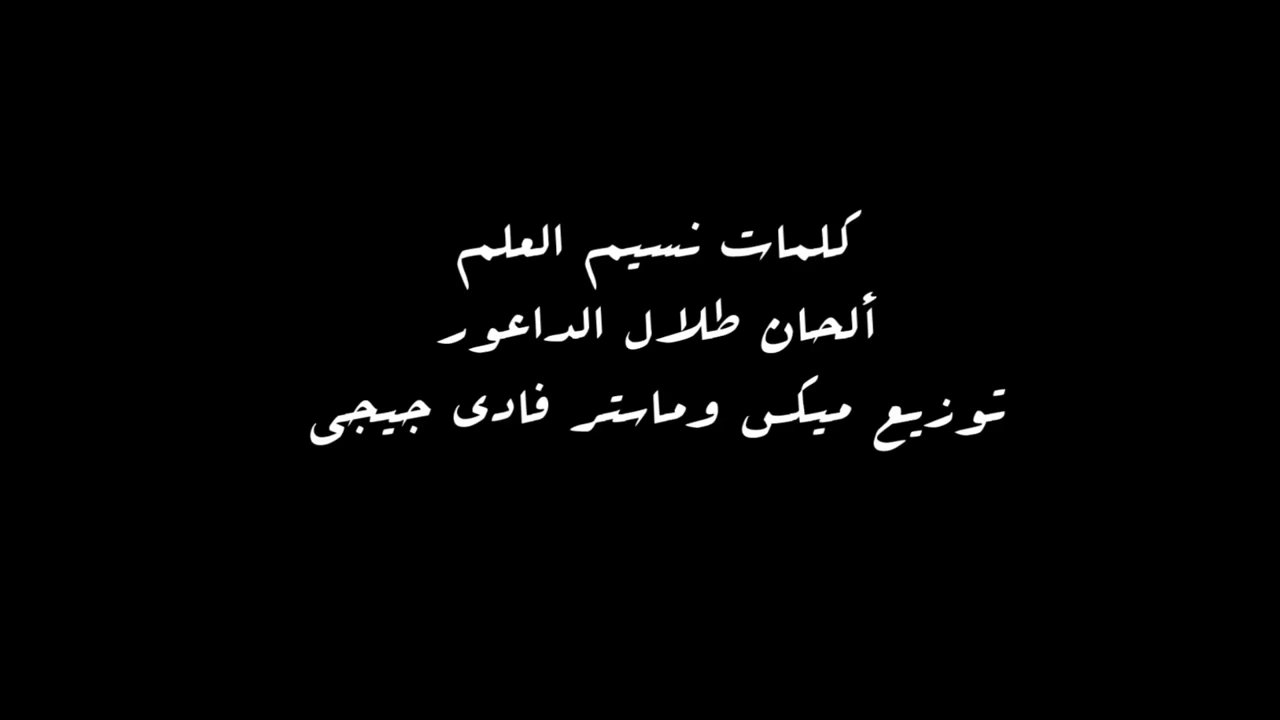 كلمات نسيم العلم
ألحان طلال الداعور
توزيع ميكس وماستر فادى جيجى